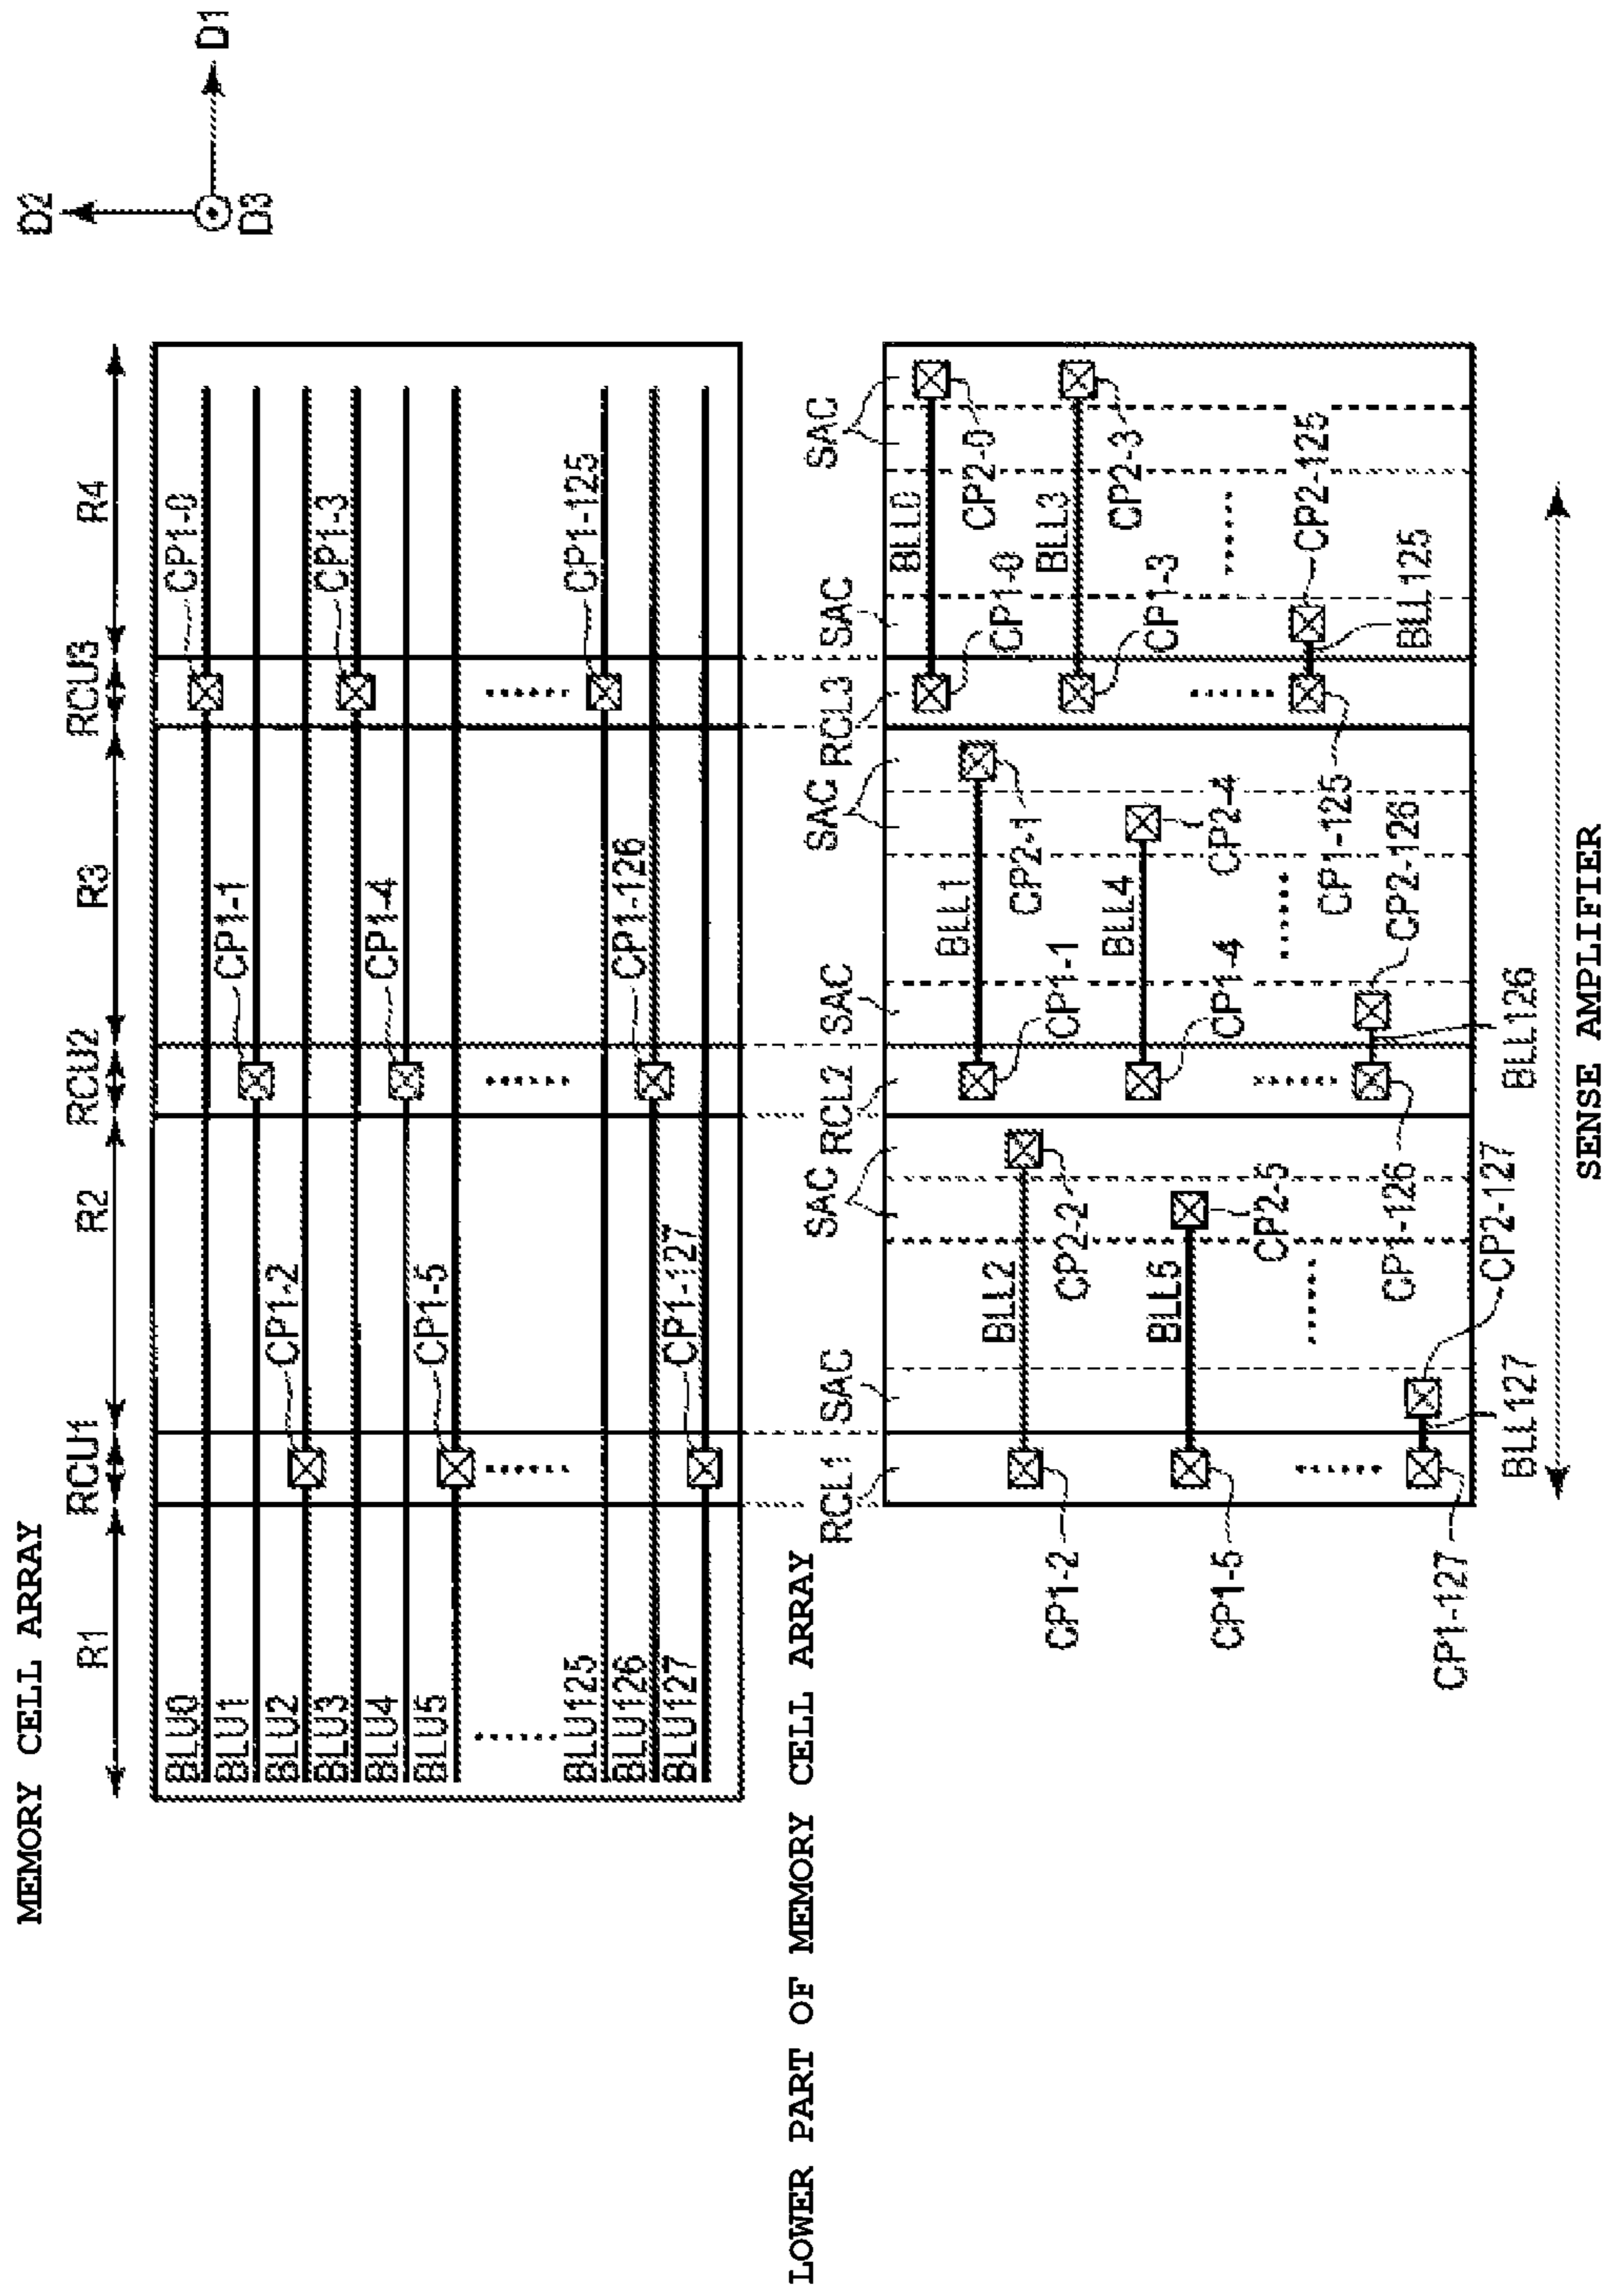 MEMORY CELL ARRAY
R1
RCU1
R2
RCU2
R3
RCU3
R4
D2
D1
D3
BLU0
CP1-0
BLU1
CP1-1
BLU2
CP1-2
BLU3
CP1-3
BLU4
CP1-4
BLU5
CP1-5
BLU125
CP1-125
BLU126
CP1-126
BLU127
CP1-127
LOWER PART OF MEMORY CELL ARRAY
RCL1
SAC
SAC
RCL2
SAC
SAC
RCL3
SAC
SAC
BLL0
CP1-0
CP2-0
BLL1
CP1-1
CP2-1
BLL2
CP1-2
CP2-2
BLL3
CP1-3
CP2-3
BLL4
CP1-4
CP2-4
BLL5
CP1-5
CP2-5
CP2-125
CP1-125
BLL125
CP1-126
CP2-126
BLL126
CP1-127
CP2-127
BLL127
SENSE AMPLIFIER